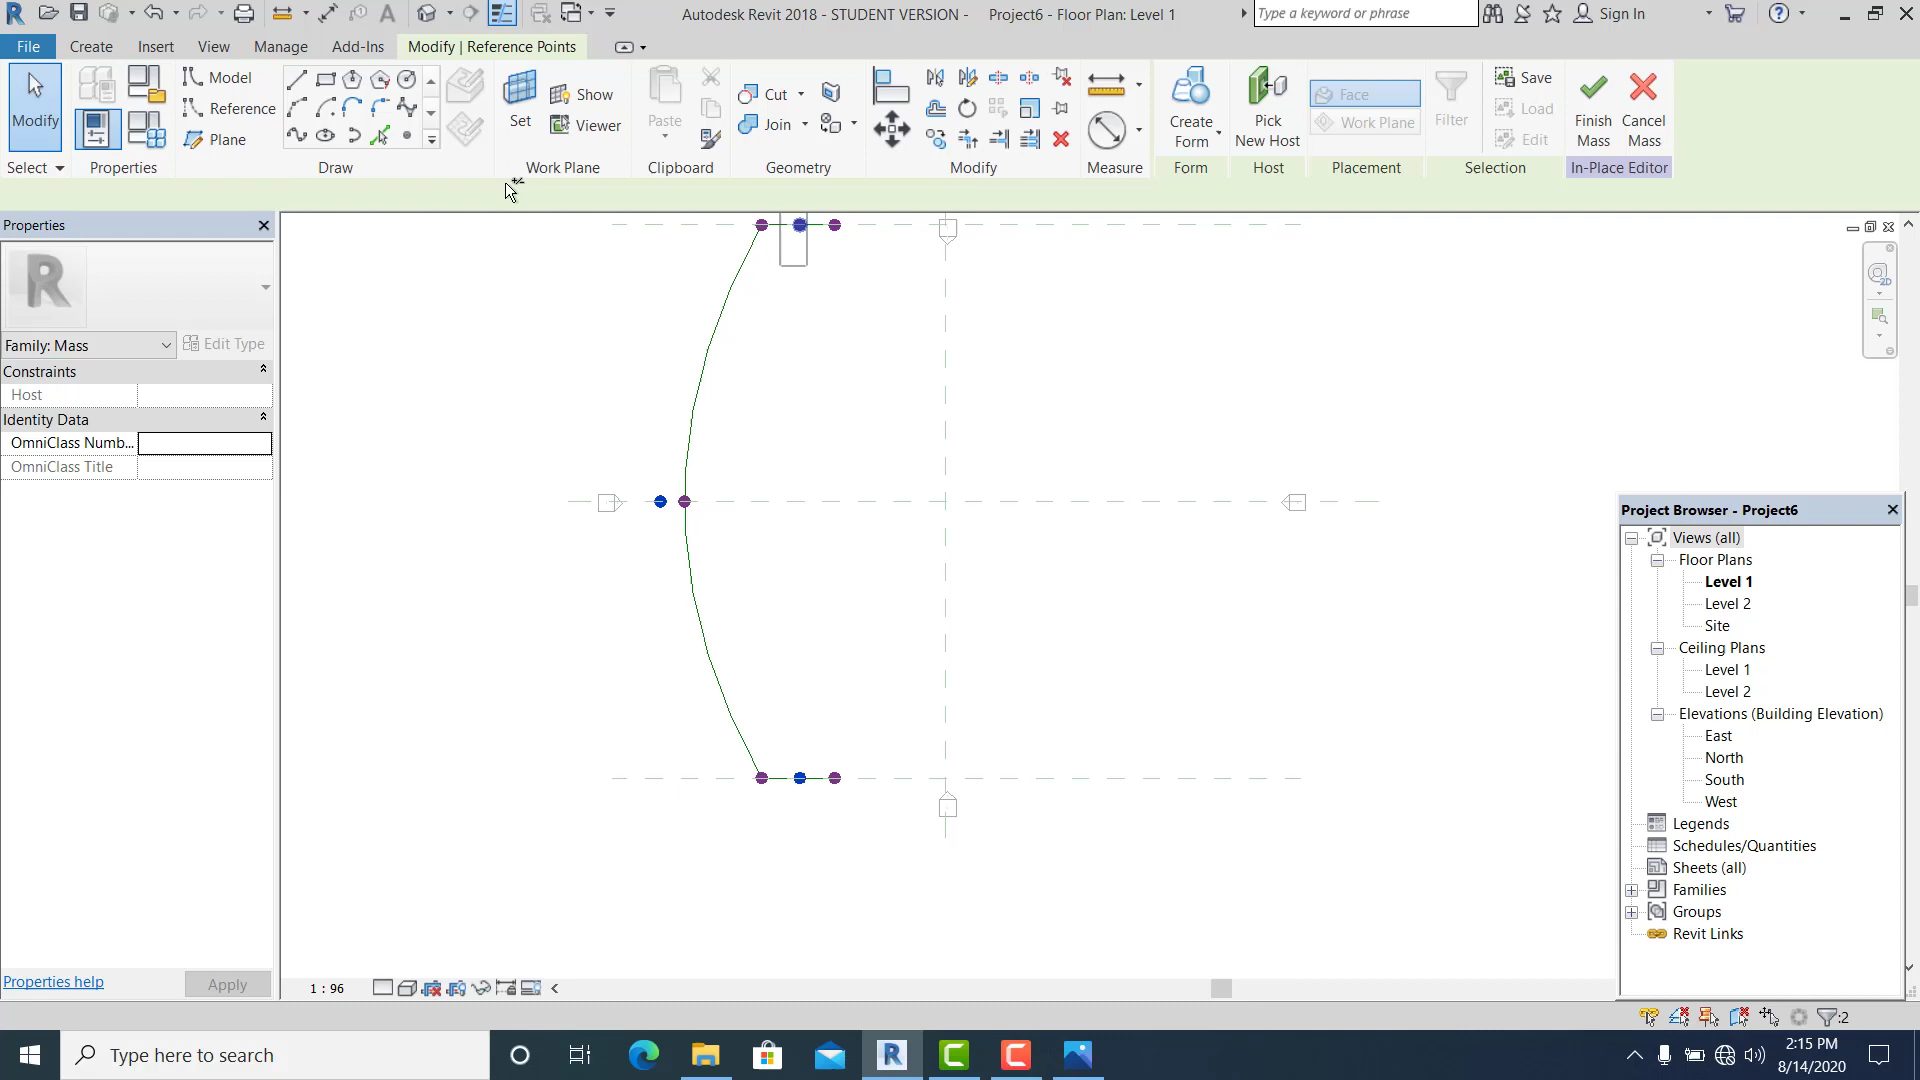 Autodesk Revit 2018 - STUDENT VERSION - Project6 - Floor Plan: Level 1
Type a keyword or phrase
Sign In
File Create Insert View Manage Add-Ins Modify | Reference Points
Modify
Model
Reference
Plane
Set
Show
Viewer
Paste
Cut
Join
Create Form
Pick New Host
Face
Work Plane
Filter
Save
Load
Edit
Finish Mass
Cancel Mass
Select Properties Draw Work Plane Clipboard Geometry Modify Measure Form Host Placement Selection In-Place Editor
Properties
R
Family: Mass
Edit Type
Constraints
Host
Identity Data
OmniClass Numb...
OmniClass Title
Properties help
Apply
2D
1 : 96
Project Browser - Project6
Views (all)
Floor Plans
Level 1
Level 2
Site
Ceiling Plans
Level 1
Level 2
Elevations (Building Elevation)
East
North
South
West
Legends
Schedules/Quantities
Sheets (all)
Families
Groups
Revit Links
:2
Type here to search
2:15 PM
8/14/2020